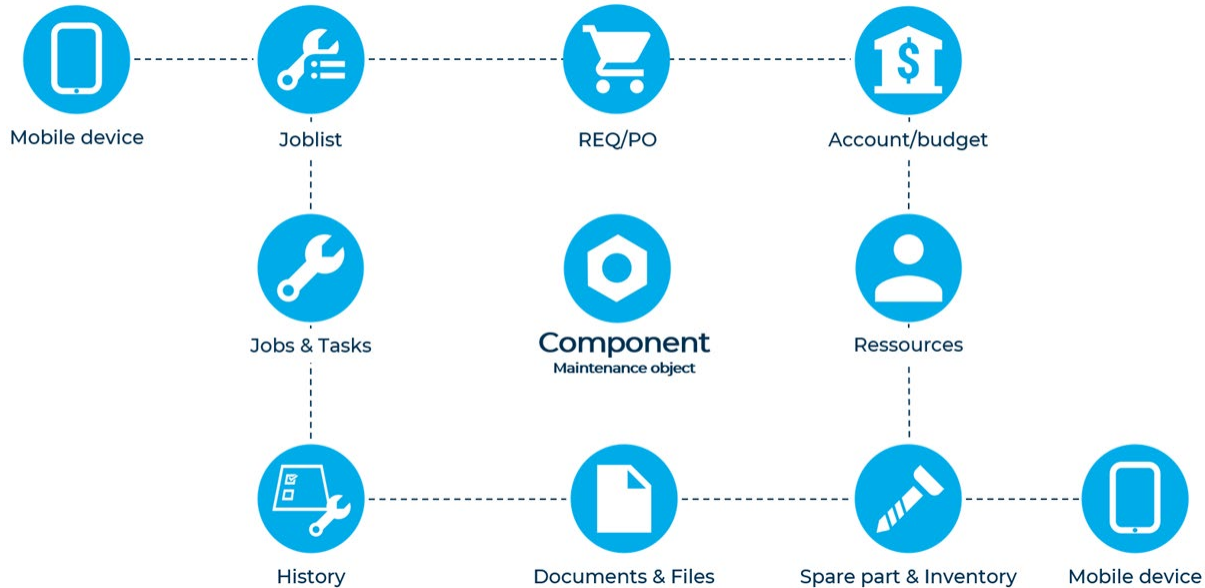 Mobile device
Joblist
REQ/PO
Account/budget
Jobs & Tasks
Component
Maintenance object
Ressources
History
Documents & Files
Spare part & Inventory
Mobile device